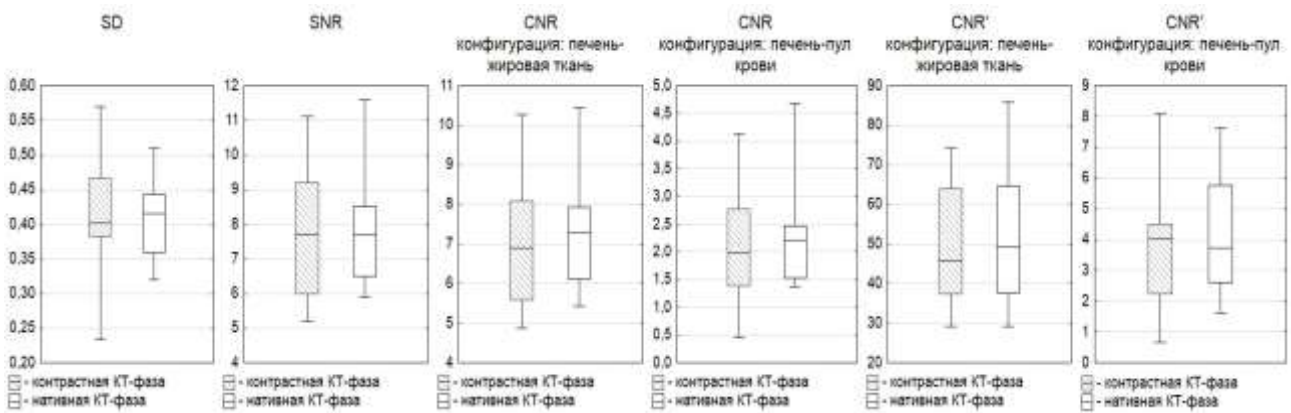 SD
0,60
0,55
0,50
0,45
0,40
0,35
0,30
0,25
0,20
- контрастная КТ-фаза
- нативная КТ-фаза
SNR
12
11
10
9
8
7
6
5
4
- контрастная КТ-фаза
- нативная КТ-фаза
CNR
конфигурация: печень-
жировая ткань
11
10
9
8
7
6
5
4
- контрастная КТ-фаза
- нативная КТ-фаза
CNR
конфигурация: печень-пул
крови
5,0
4,5
4,0
3,5
3,0
2,5
2,0
1,5
1,0
0,5
0,0
- контрастная КТ-фаза
- нативная КТ-фаза
CNR'
конфигурация: печень-
жировая ткань
90
80
70
60
50
40
30
20
- контрастная КТ-фаза
- нативная КТ-фаза
CNR'
конфигурация: печень-пул
крови
9
8
7
6
5
4
3
2
1
0
- контрастная КТ-фаза
- нативная КТ-фаза